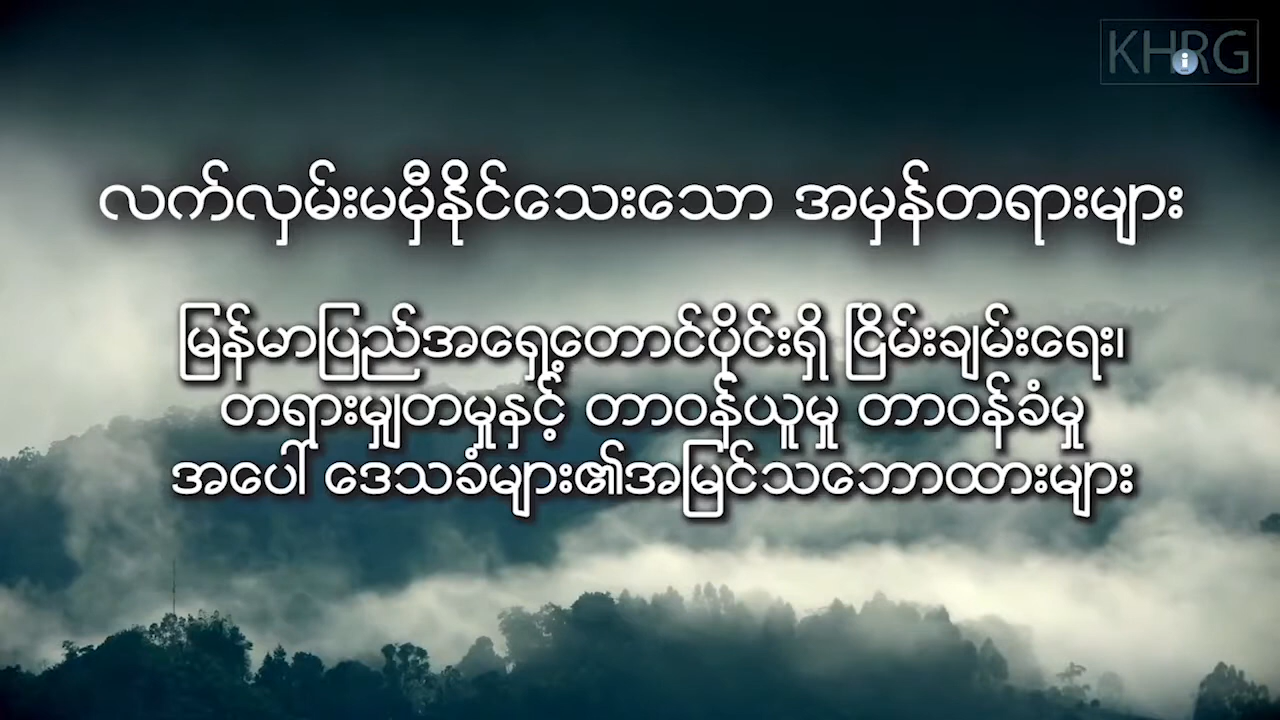 KHRG
လက်လှမ်းမမှီနိုင်သေးသော အမှန်တရားများ
မြန်မာပြည်အရှေ့တောင်ပိုင်းရှိ ငြိမ်းချမ်းရေး၊
တရားမျှတမှုနှင့် တာဝန်ယူမှု တာဝန်ခံမှု
အပေါ် ဒေသခံများ၏အမြင်သဘောထားများ